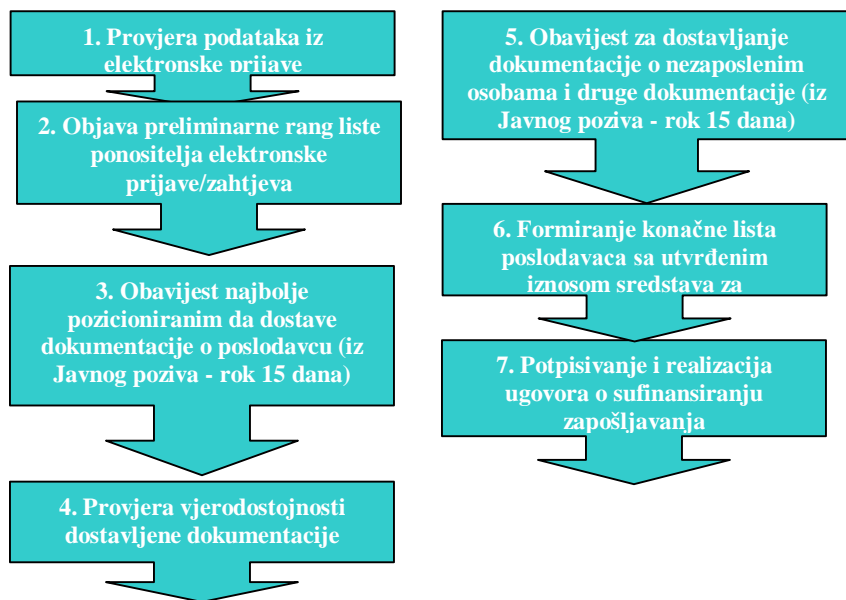 1. Provjera podataka iz
elektronske prijave
2. Objava preliminarne rang liste
ponositelja elektronske
prijave/zahtjeva
3. Obavijest najbolje
pozicioniranim da dostave
dokumentacije o poslodavcu (iz
Javnog poziva - rok 15 dana)
4. Provjera vjerodostojnosti
dostavljene dokumentacije
5. Obavijest za dostavljanje
dokumentacije o nezaposlenim
osobama i druge dokumentacije (iz
Javnog poziva - rok 15 dana)
6. Formiranje konačne lista
poslodavaca sa utvrđenim
iznosom sredstava za
7. Potpisivanje i realizacija
ugovora o sufinansiranju
zapošljavanja